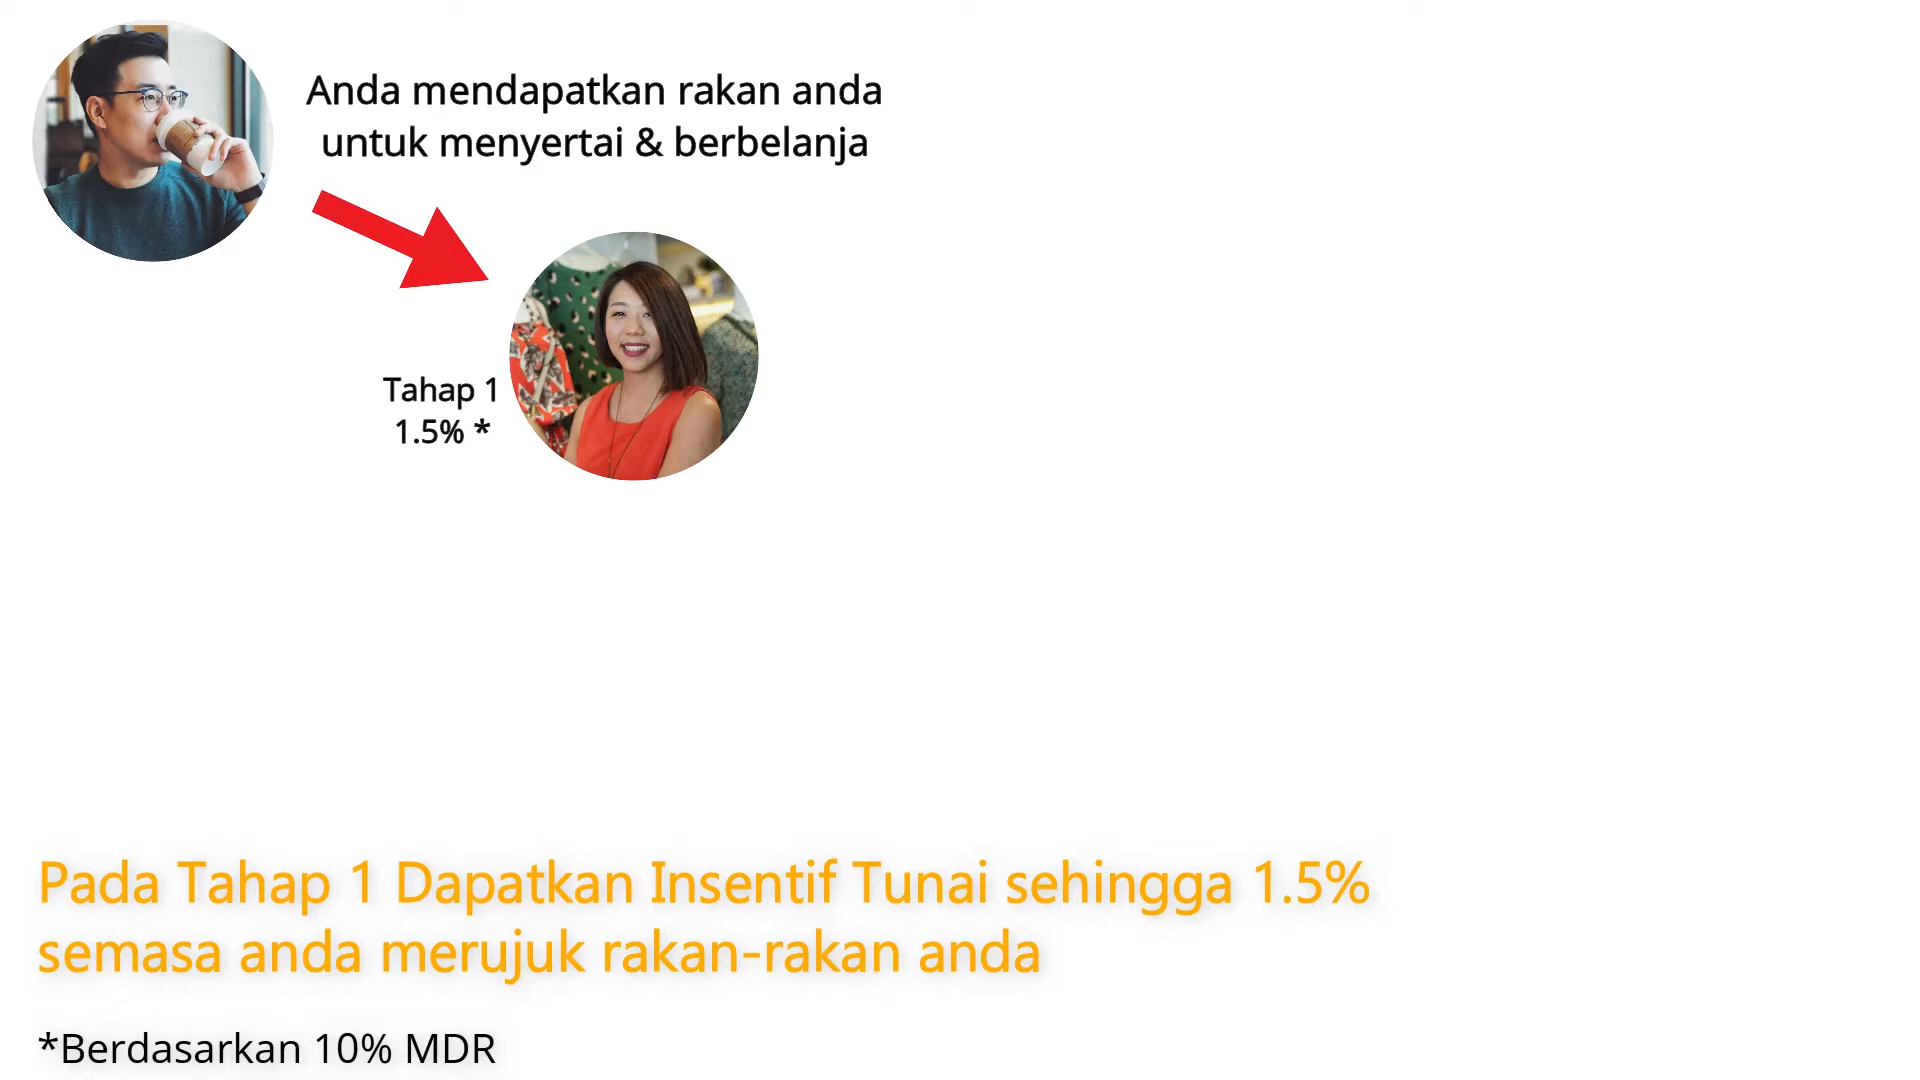 Anda mendapatkan rakan anda
untuk menyertai & berbelanja
Tahap 1
1.5% *
Pada Tahap 1 Dapatkan Insentif Tunai sehingga 1.5%
semasa anda merujuk rakan-rakan anda
*Berdasarkan 10% MDR